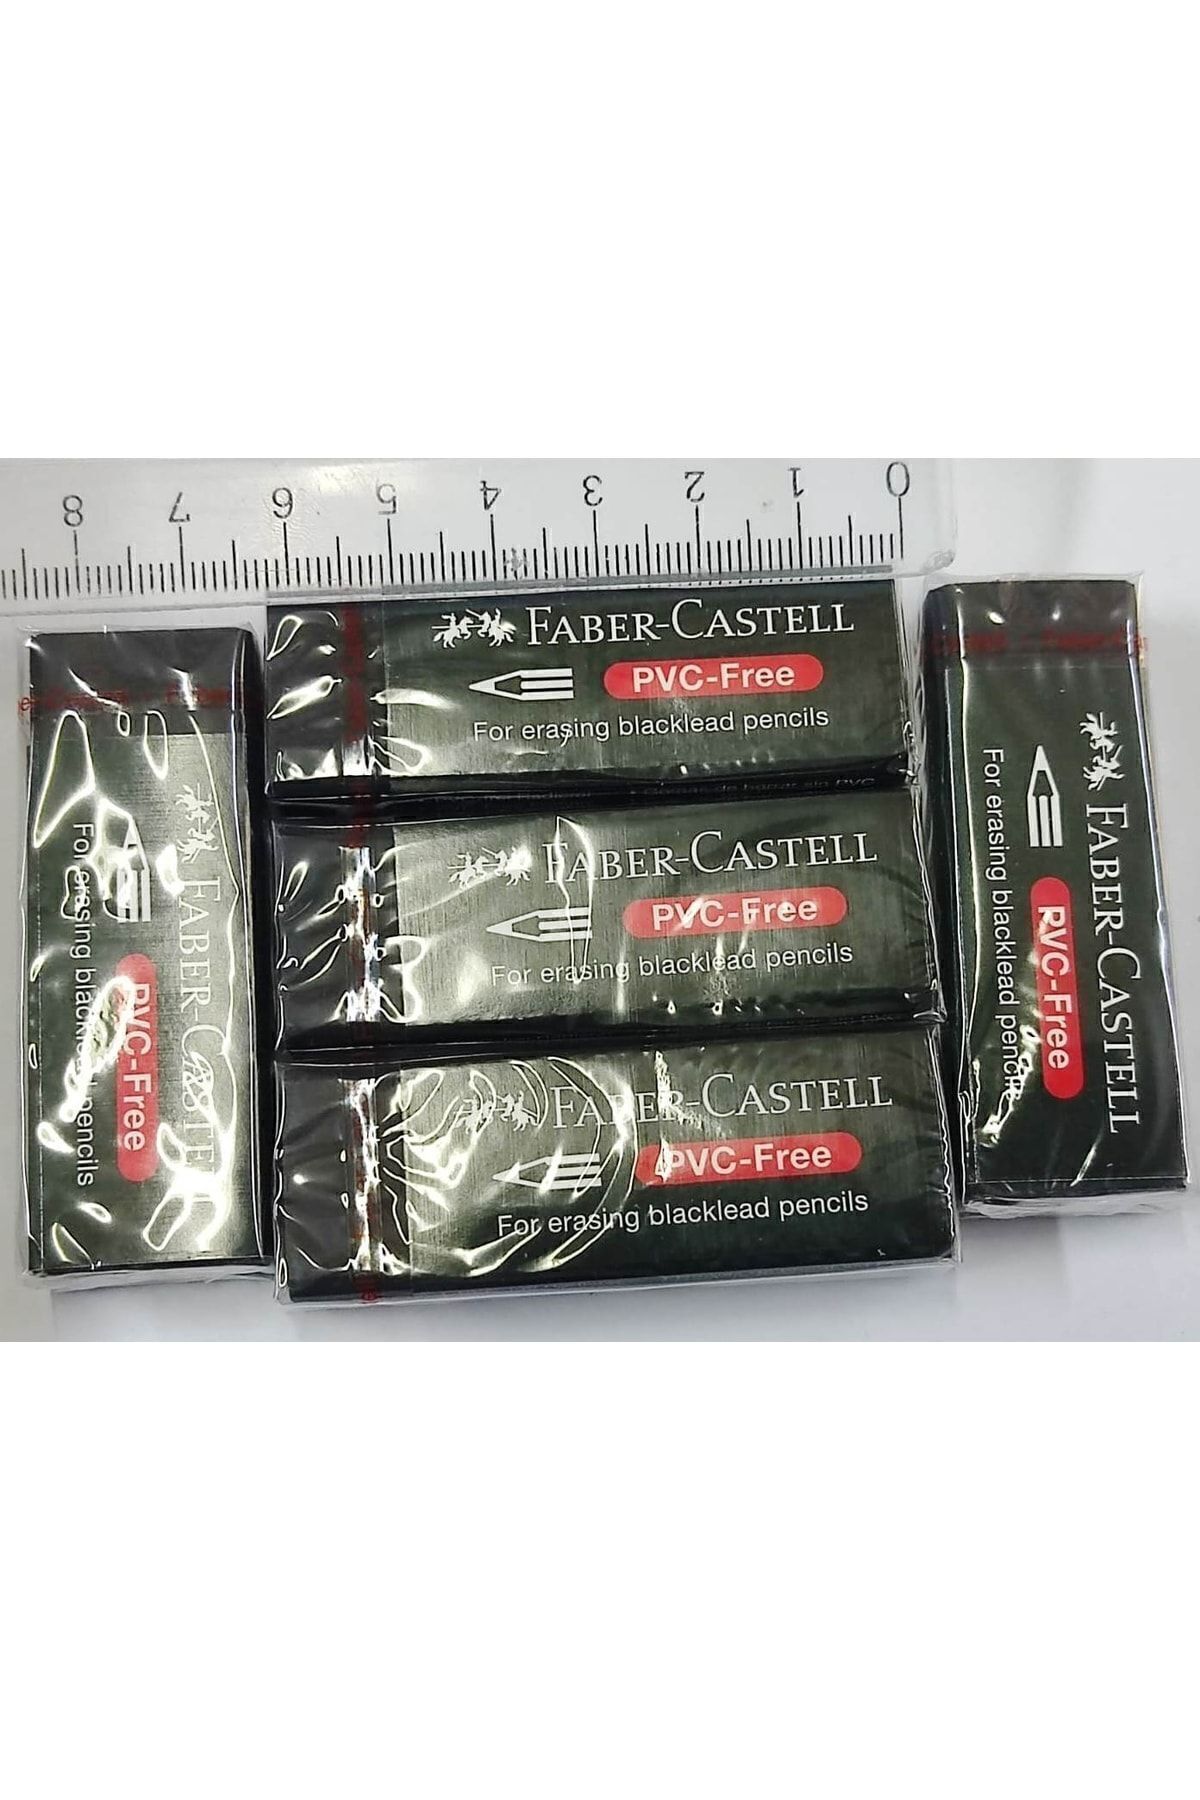 8 7 6 5 4 3 2 1 0
FABER-CASTELL
PVC-Free
For erasing blacklead pencils
FABER-CASTELL
PVC-Free
For erasing blacklead pencils
FABER-CASTELL
PVC-Free
For erasing blacklead pencils
FABER-CASTELL
PVC-Free
For erasing blacklead pencils
FABER-CASTELL
PVC-Free
For erasing blacklead pencils